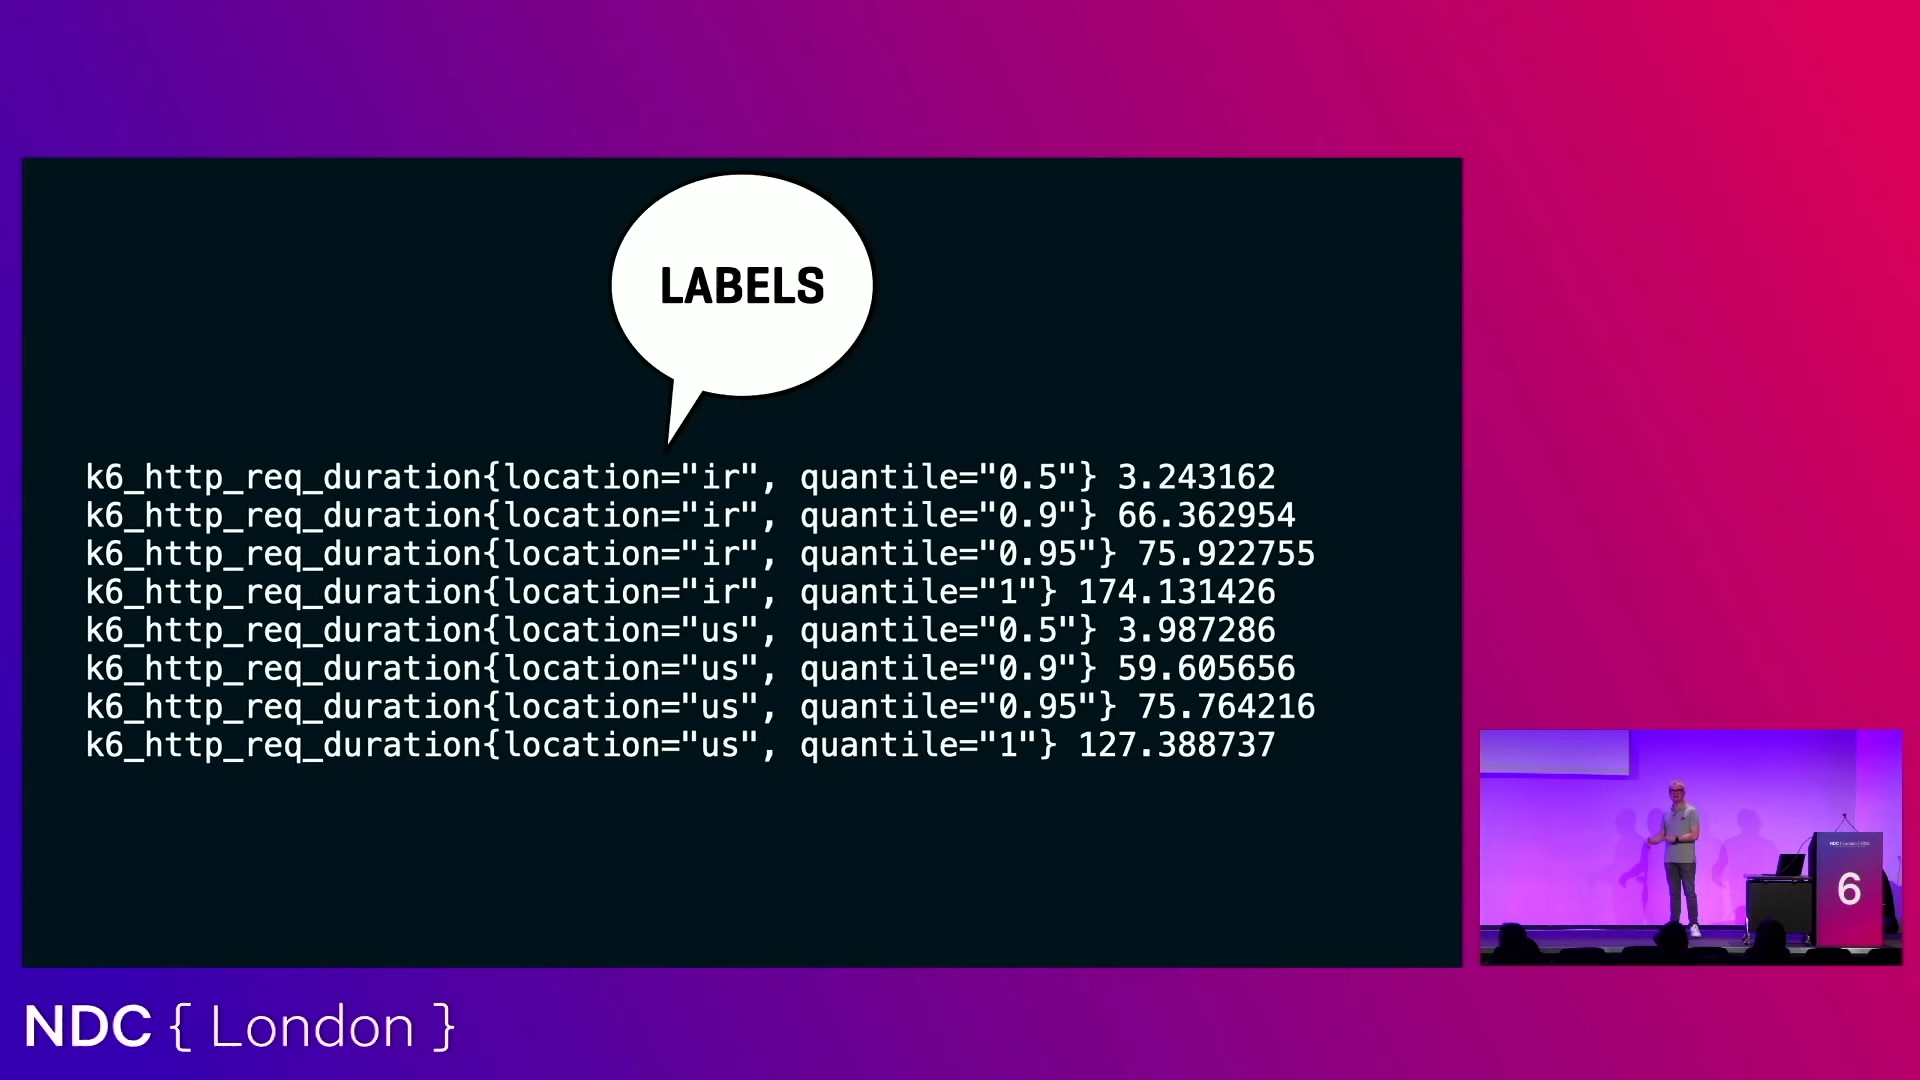 LABELS
k6_http_req_duration{location="ir", quantile="0.5"} 3.243162
k6_http_req_duration{location="ir", quantile="0.9"} 66.362954
k6_http_req_duration{location="ir", quantile="0.95"} 75.922755
k6_http_req_duration{location="ir", quantile="1"} 174.131426
k6_http_req_duration{location="us", quantile="0.5"} 3.987286
k6_http_req_duration{location="us", quantile="0.9"} 59.605656
k6_http_req_duration{location="us", quantile="0.95"} 75.764216
k6_http_req_duration{location="us", quantile="1"} 127.388737
6
NDC { London }